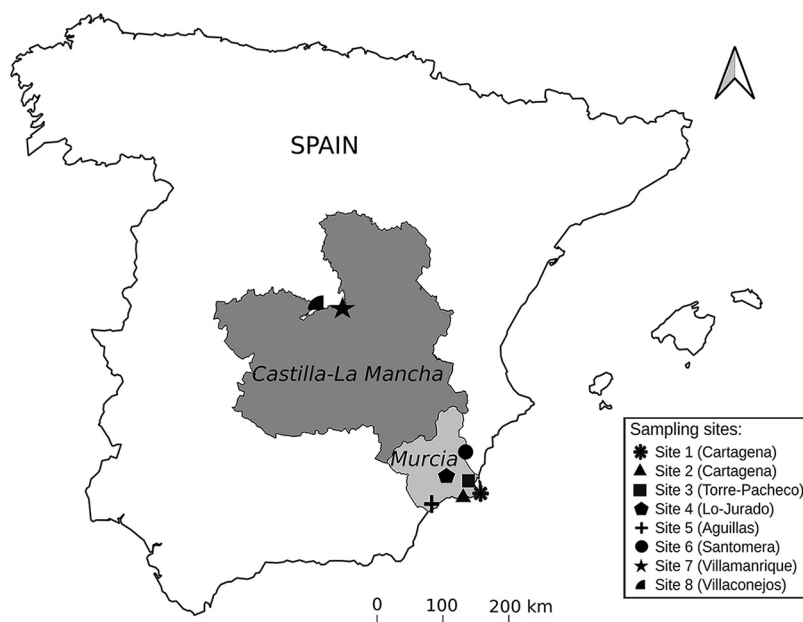 SPAIN
Castilla-La Mancha
Murcia
Sampling sites:
Site 1 (Cartagena)
Site 2 (Cartagena)
Site 3 (Torre-Pacheco)
Site 4 (Lo-Jurado)
Site 5 (Aguillas)
Site 6 (Santomera)
Site 7 (Villamanrique)
Site 8 (Villaconejos)
0 100 200 km